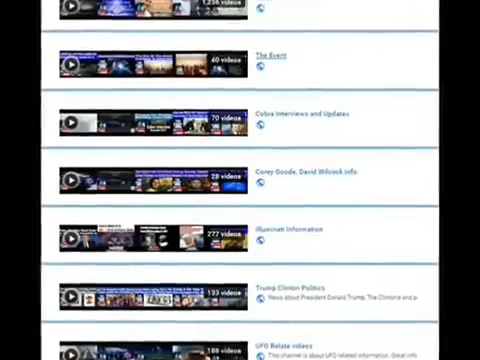 1,236 videos
The Event
60 videos
Cobra Interviews and Updates
70 videos
Corey Goode, David Wilcock info
28 videos
Illuminati Information
277 videos
Trump Clinton Politics
News about President Donald Trump, The Clintons and p
133 videos
UFO Relate videos
This channel is about UFO related information. Great info
188 videos